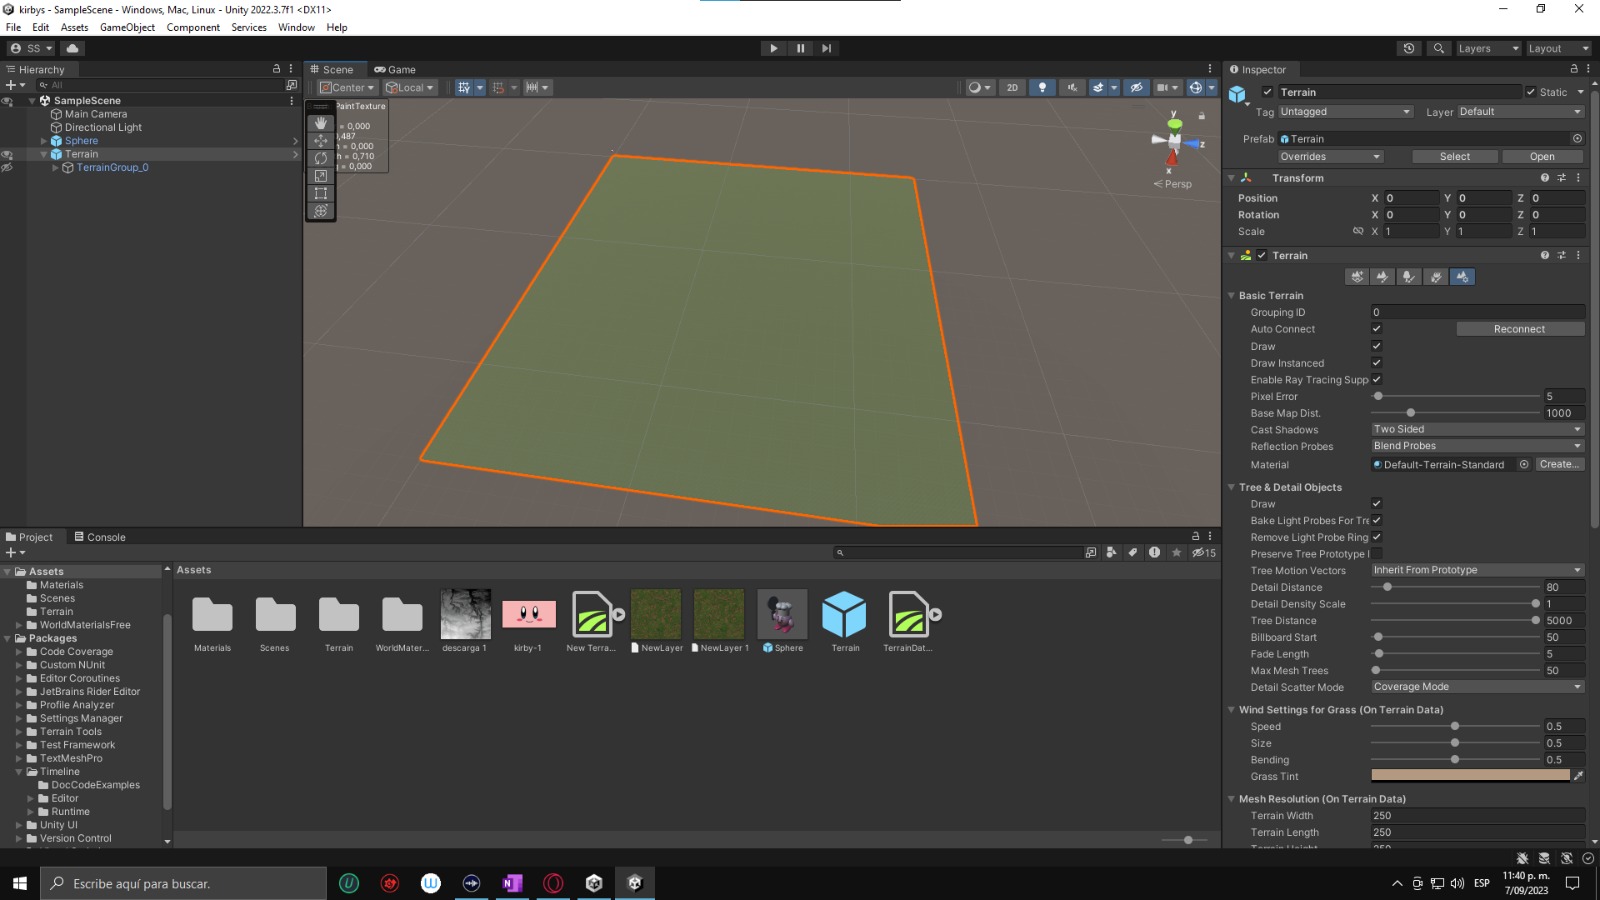 kirbys - SampleScene - Windows, Mac, Linux - Unity 2022.3.7f1 <DX11>
File Edit Assets GameObject Component Services Window Help
SS Layers Layout
Hierarchy
All
SampleScene
Main Camera
Directional Light
Sphere
Terrain
TerrainGroup_0
Scene Game
Center Local 2D
PaintTexture
= 0,000
,487
= 0,000
h = 0,710
= 0,000
y
z
x
Persp
Inspector
Terrain Static
Tag Untagged Layer Default
Prefab Terrain
Overrides Select Open
Transform
Position X 0 Y 0 Z 0
Rotation X 0 Y 0 Z 0
Scale X 1 Y 1 Z 1
Terrain
Basic Terrain
Grouping ID 0
Auto Connect Reconnect
Draw
Draw Instanced
Enable Ray Tracing Supp
Pixel Error 5
Base Map Dist. 1000
Cast Shadows Two Sided
Reflection Probes Blend Probes
Material Default-Terrain-Standard Create...
Tree & Detail Objects
Draw
Bake Light Probes For Tre
Remove Light Probe Ring
Preserve Tree Prototype l
Tree Motion Vectors Inherit From Prototype
Detail Distance 80
Detail Density Scale 1
Tree Distance 5000
Billboard Start 50
Fade Length 5
Max Mesh Trees 50
Detail Scatter Mode Coverage Mode
Wind Settings for Grass (On Terrain Data)
Speed 0.5
Size 0.5
Bending 0.5
Grass Tint
Mesh Resolution (On Terrain Data)
Terrain Width 250
Terrain Length 250
Terrain Height 250
Project Console
15
Assets
Materials
Scenes
Terrain
WorldMaterialsFree
Packages
Code Coverage
Custom NUnit
Editor Coroutines
JetBrains Rider Editor
Profile Analyzer
Settings Manager
Terrain Tools
Test Framework
TextMeshPro
Timeline
DocCodeExamples
Editor
Runtime
Unity UI
Version Control
Assets
Materials Scenes Terrain WorldMater... descarga 1 kirby-1 New Terra... NewLayer NewLayer 1 Sphere Terrain TerrainDat...
Escribe aquí para buscar.
ESP
11:40 p. m.
7/09/2023